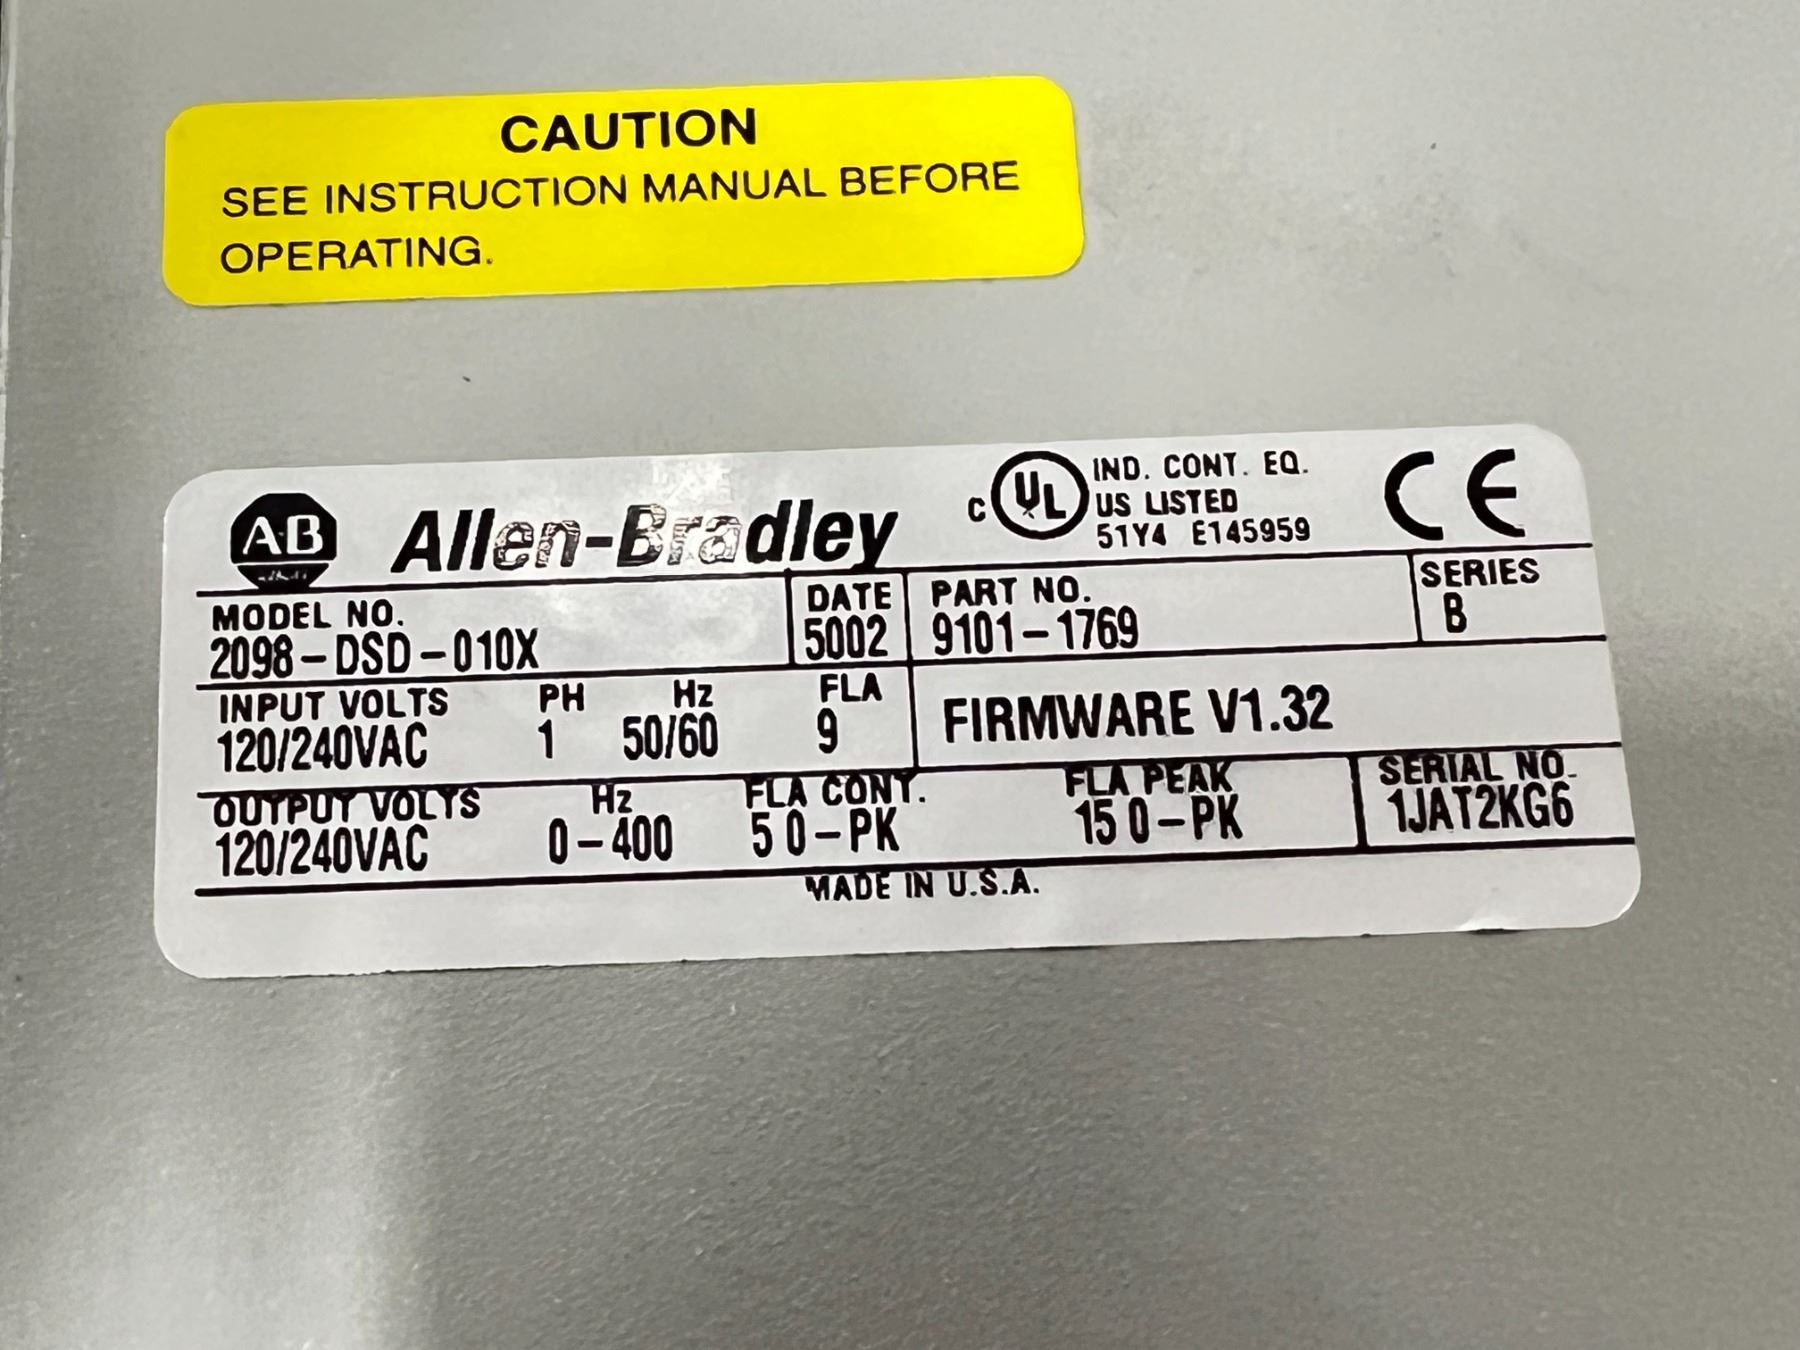 CAUTION
SEE INSTRUCTION MANUAL BEFORE
OPERATING.
A·B Allen-Bradley
C UL IND. CONT. EQ.
US LISTED
51Y4 E145959
CE
MODEL NO.
2098-DSD-010X
DATE
5002
PART NO.
9101-1769
SERIES
B
INPUT VOLTS PH Hz FLA
120/240VAC 1 50/60 9
FIRMWARE V1.32
OUTPUT VOLTS Hz FLA CONT. FLA PEAK
120/240VAC 0-400 5 0-PK 15 0-PK
SERIAL NO.
1JAT2KG6
MADE IN U.S.A.